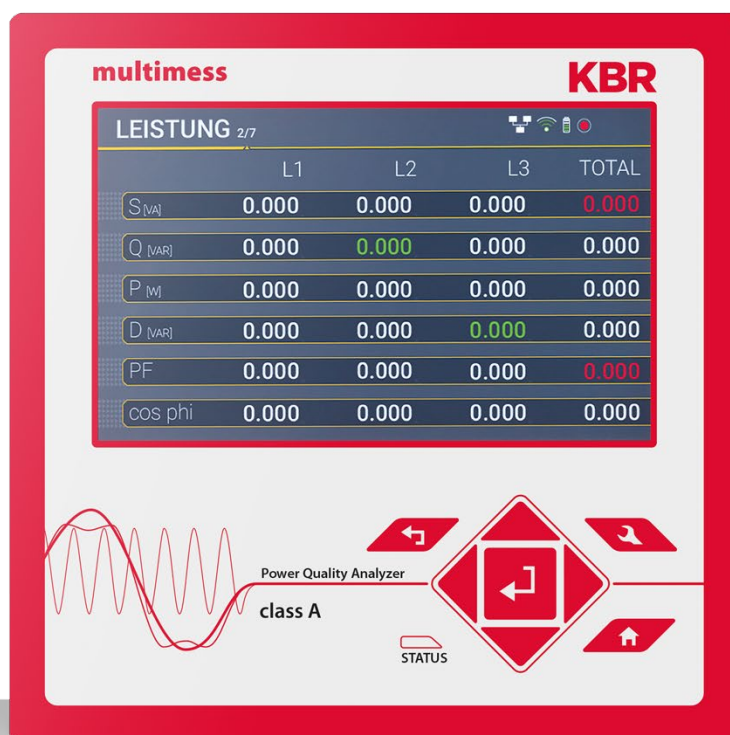 multimess
KBR
LEISTUNG 2/7
L1 L2 L3 TOTAL
S [VA] 0.000 0.000 0.000 0.000
Q [VAR] 0.000 0.000 0.000 0.000
P [W] 0.000 0.000 0.000 0.000
D [VAR] 0.000 0.000 0.000 0.000
PF 0.000 0.000 0.000 0.000
cos phi 0.000 0.000 0.000 0.000
Power Quality Analyzer
class A
STATUS